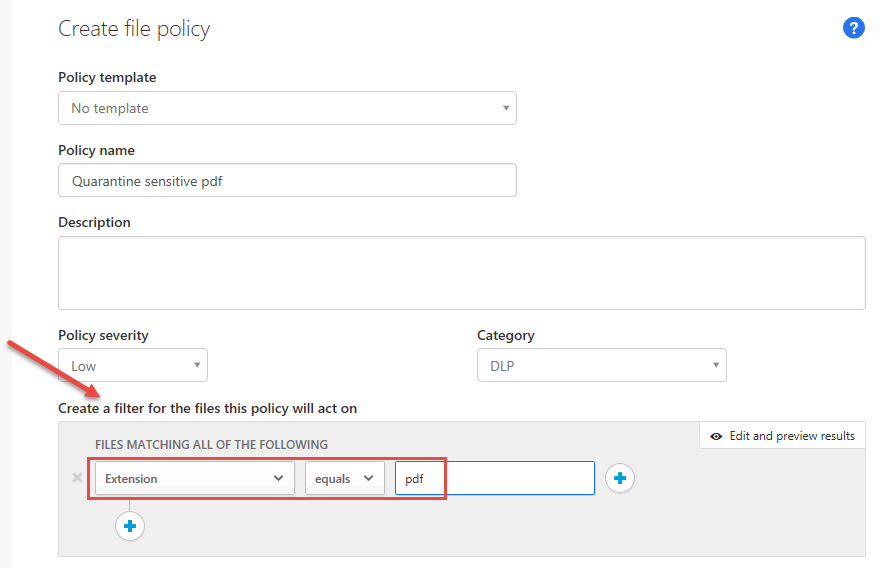 Create file policy
?
Policy template
No template
Policy name
Quarantine sensitive pdf
Description
Policy severity
Category
Low
DLP
Create a filter for the files this policy will act on
Edit and preview results
FILES MATCHING ALL OF THE FOLLOWING
Extension equals pdf